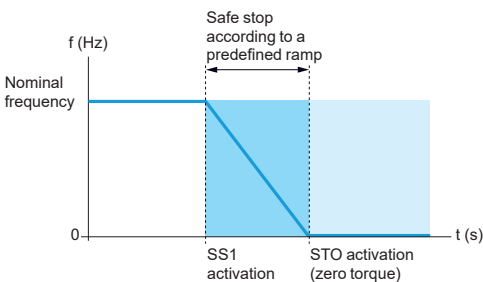 Safe stop
according to a
predefined ramp
f (Hz)
Nominal
frequency
0
t (s)
SS1
activation
STO activation
(zero torque)